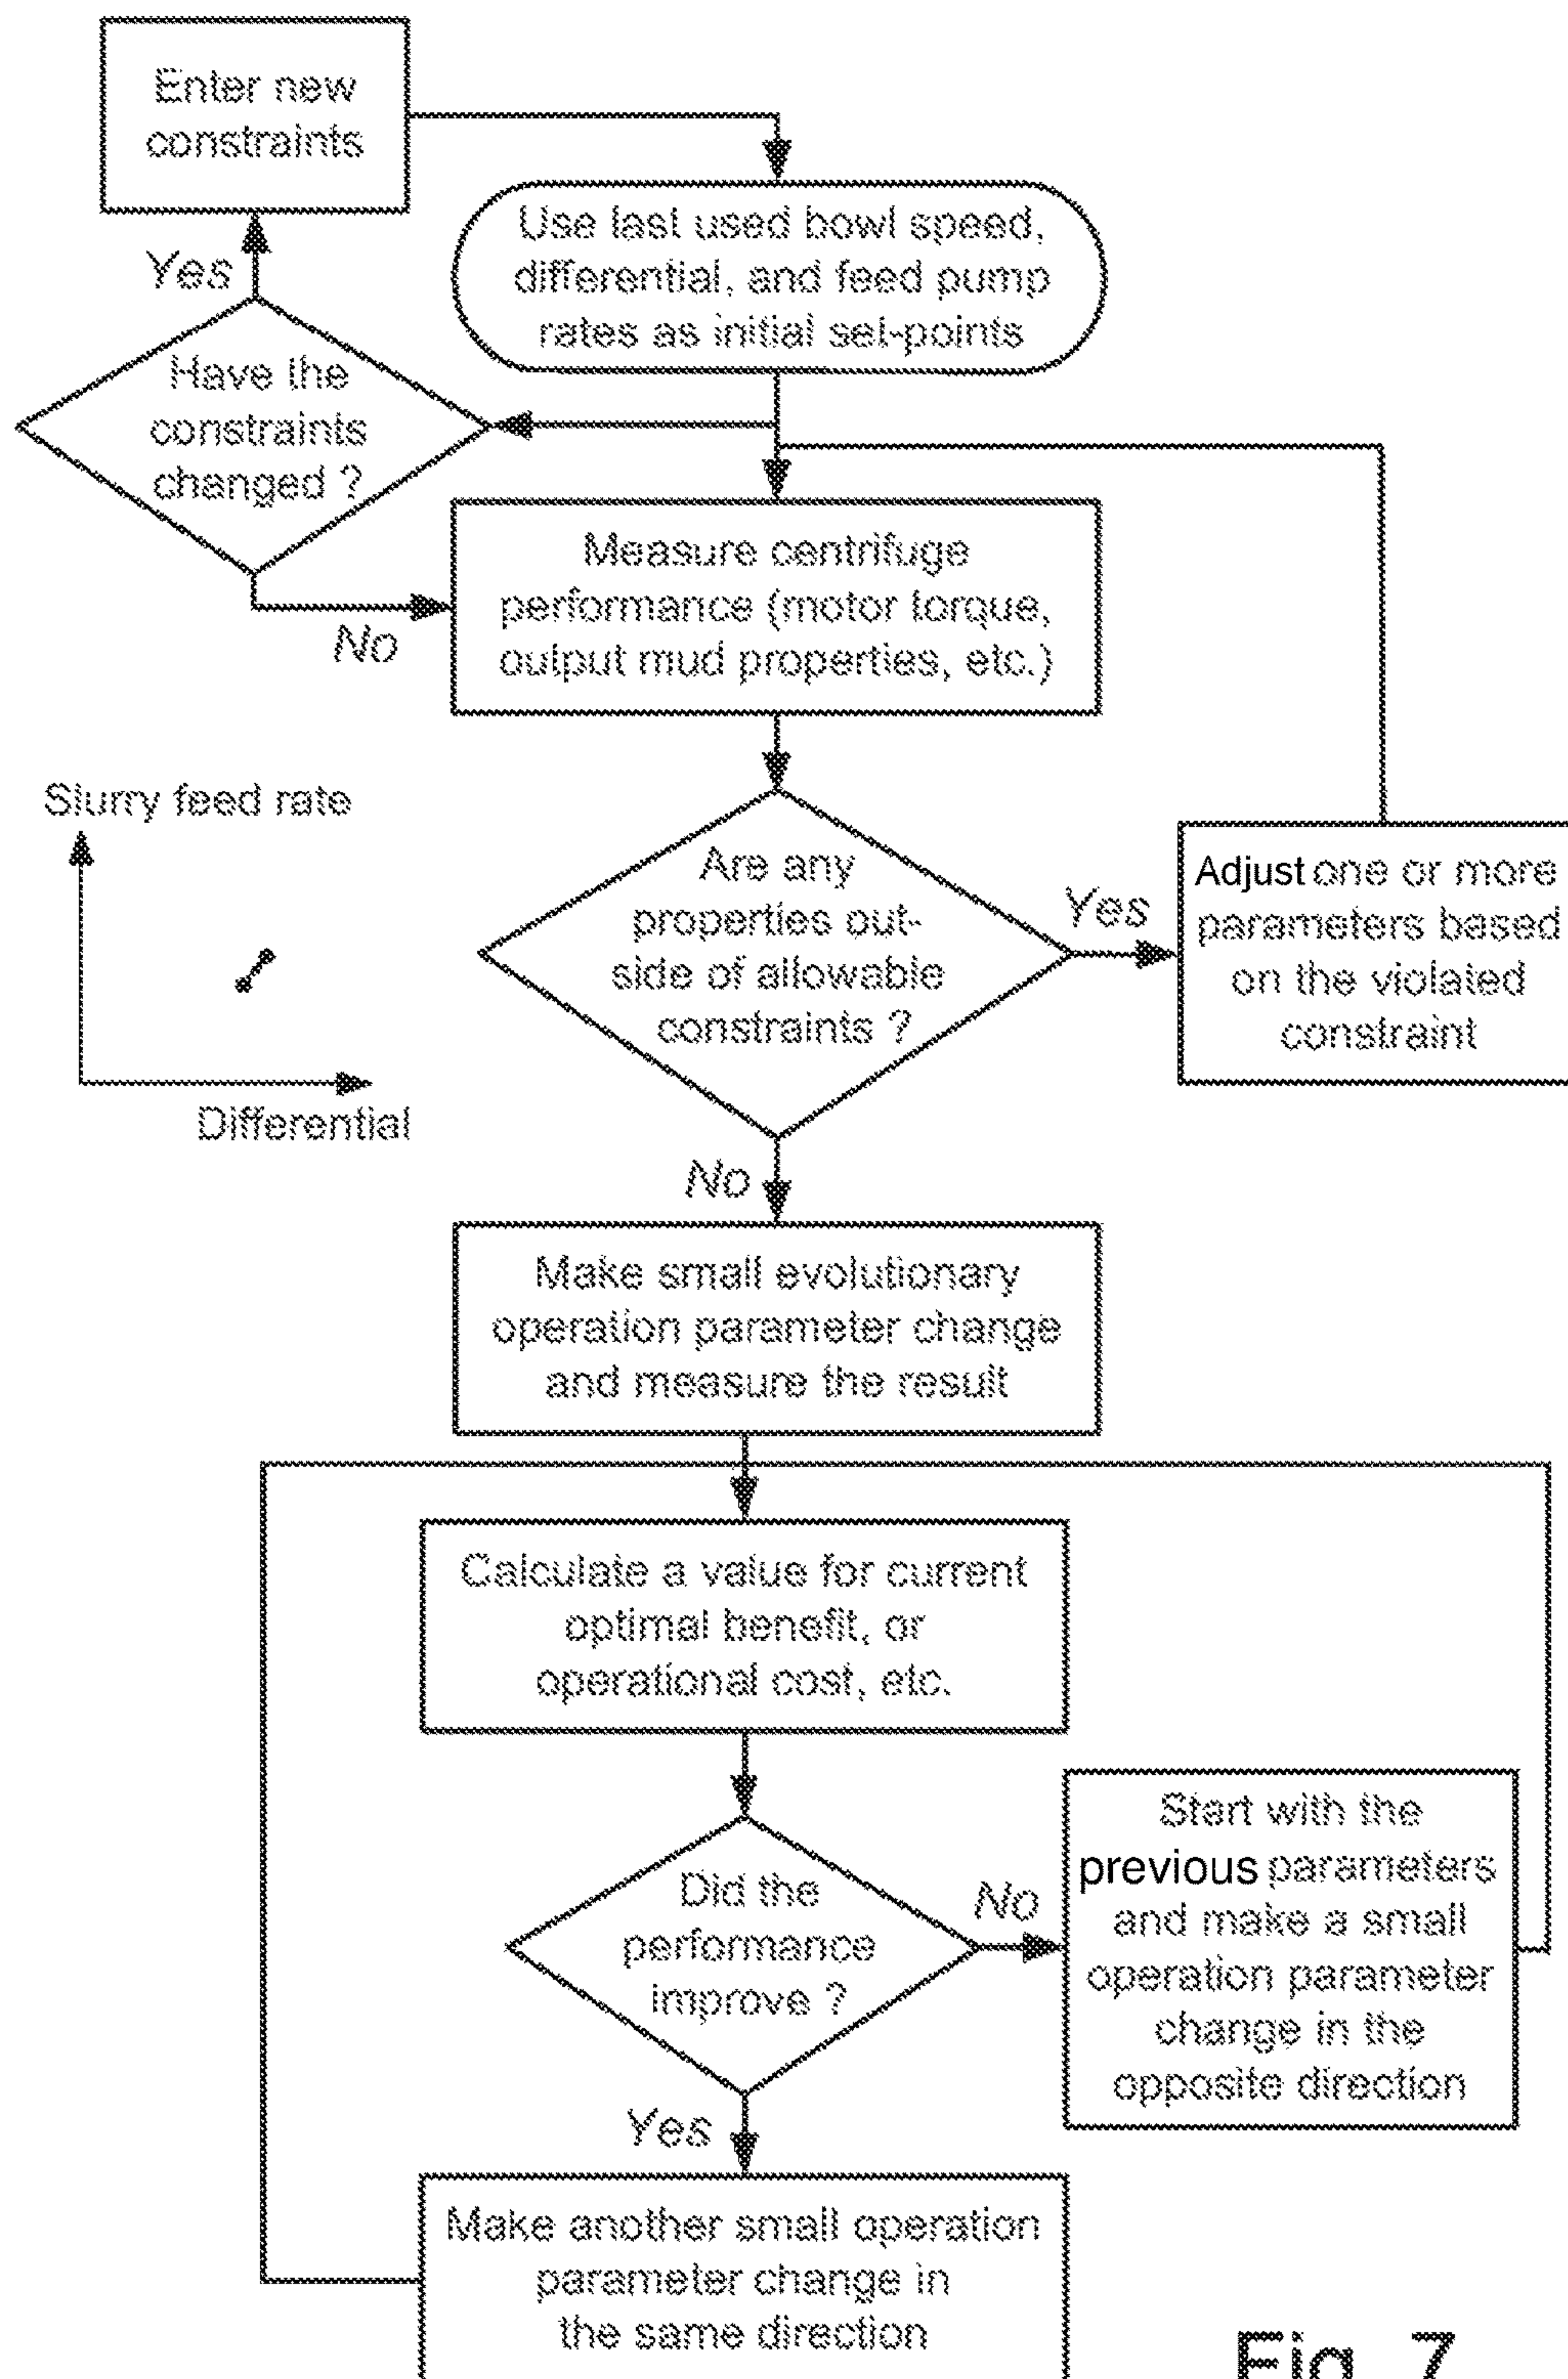 Enter new
constraints
Use last used bowl speed,
differential, and feed pump
rates as initial set-points
Yes
Have the
constraints
changed ?
No
Measure centrifuge
performance (motor torque,
output mud properties, etc.)
Slurry feed rate
Differential
Are any
properties out-
side of allowable
constraints ?
Yes
Adjust one or more
parameters based
on the violated
constraint
No
Make small evolutionary
operation parameter change
and measure the result
Calculate a value for current
optimal benefit, or
operational cost, etc.
Did the
performance
improve ?
No
Start with the
previous parameters
and make a small
operation parameter
change in the
opposite direction
Yes
Make another small operation
parameter change in
the same direction
Fig. 7